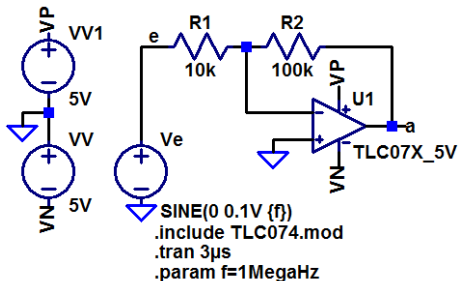 VP
VV1
5V
VV
5V
VN
e
R1
10k
R2
100k
VP
U1
a
TLC07X_5V
VN
Ve
SINE(0 0.1V {f})
.include TLC074.mod
.tran 3µs
.param f=1MegaHz